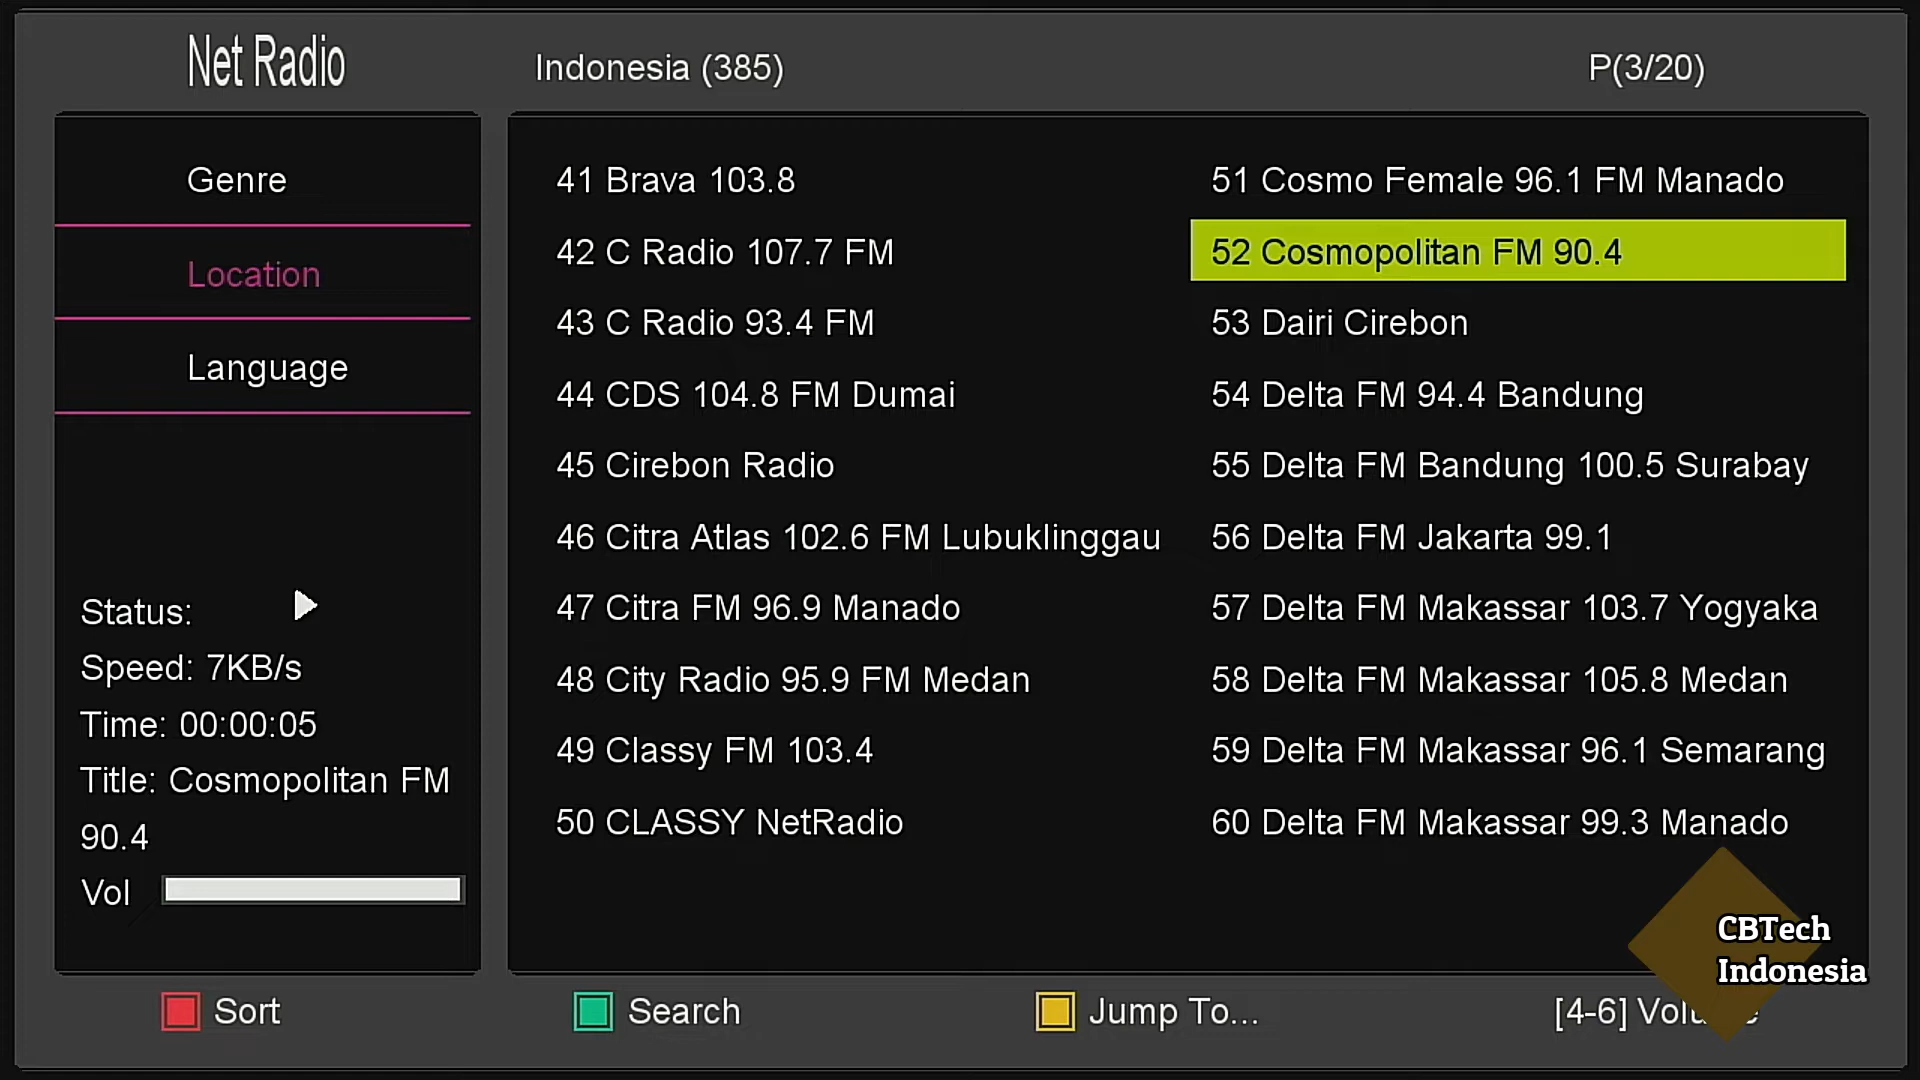 Net Radio
Indonesia (385)
P(3/20)
Genre
Location
Language
Status:
Speed: 7KB/s
Time: 00:00:05
Title: Cosmopolitan FM
90.4
Vol
41 Brava 103.8
42 C Radio 107.7 FM
43 C Radio 93.4 FM
44 CDS 104.8 FM Dumai
45 Cirebon Radio
46 Citra Atlas 102.6 FM Lubuklinggau
47 Citra FM 96.9 Manado
48 City Radio 95.9 FM Medan
49 Classy FM 103.4
50 CLASSY NetRadio
51 Cosmo Female 96.1 FM Manado
52 Cosmopolitan FM 90.4
53 Dairi Cirebon
54 Delta FM 94.4 Bandung
55 Delta FM Bandung 100.5 Surabay
56 Delta FM Jakarta 99.1
57 Delta FM Makassar 103.7 Yogyaka
58 Delta FM Makassar 105.8 Medan
59 Delta FM Makassar 96.1 Semarang
60 Delta FM Makassar 99.3 Manado
CBTech
Indonesia
Sort
Search
Jump To...
[4-6]